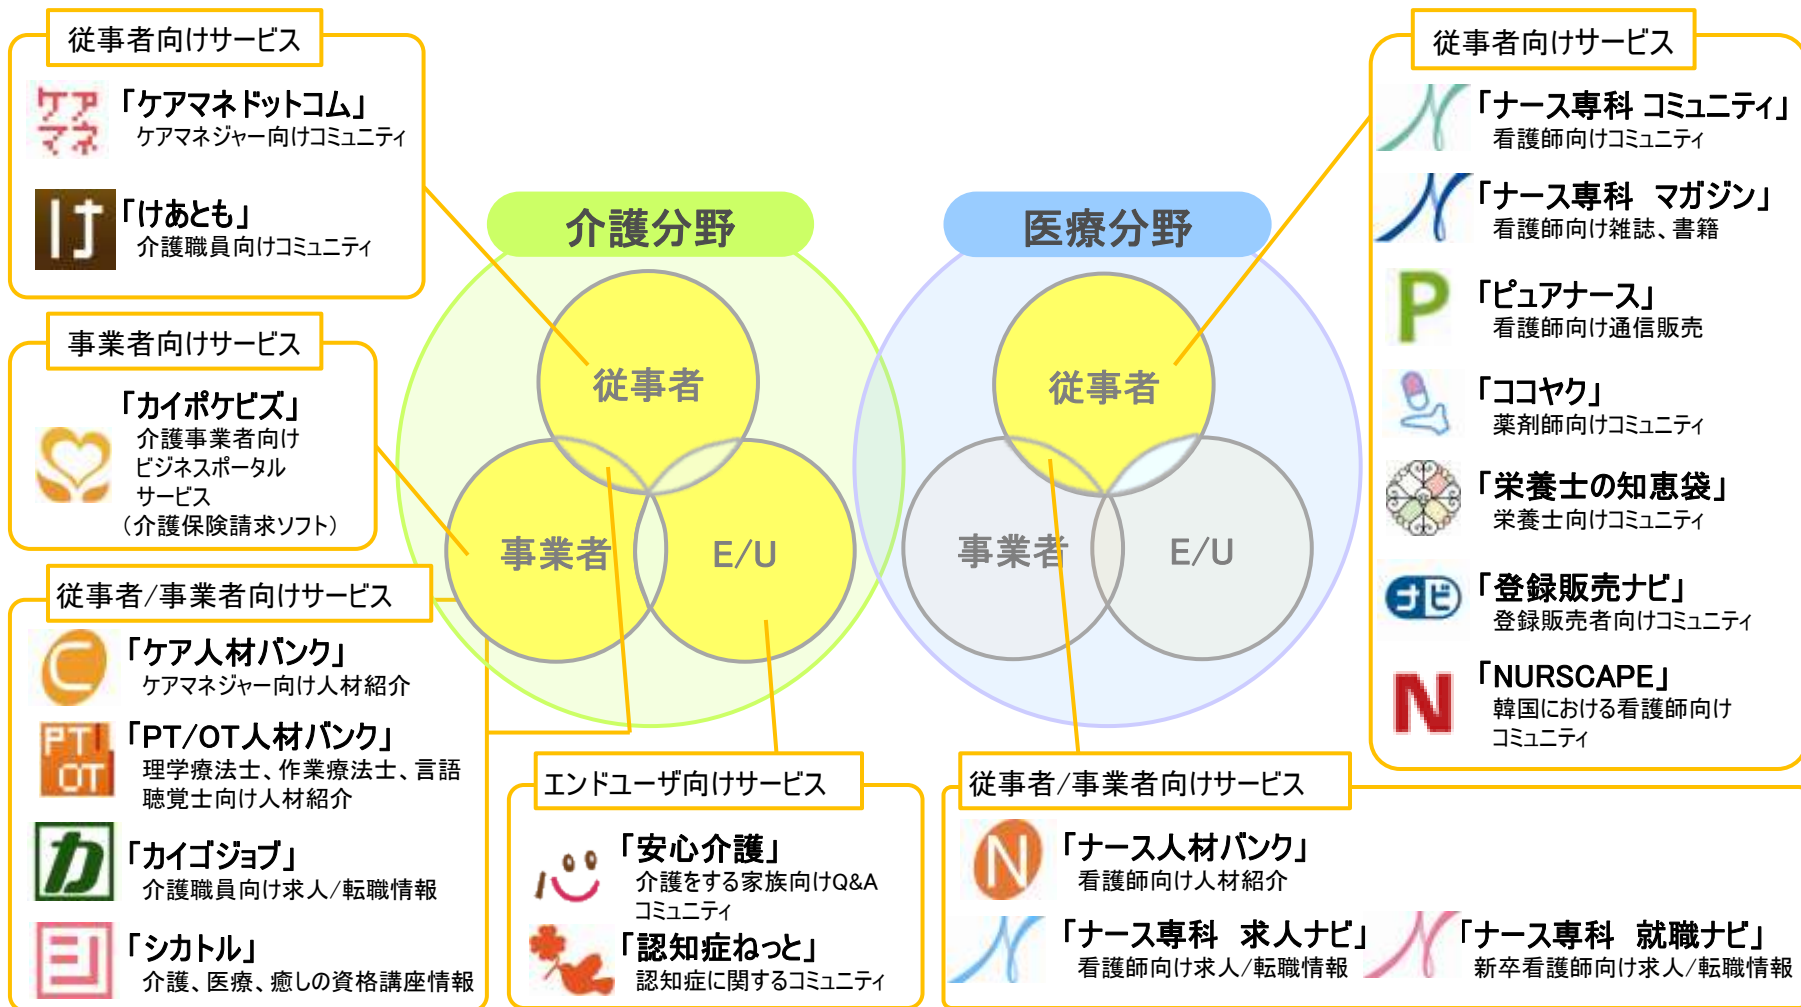 従事者向けサービス
ケアマネ
「ケアマネドットコム」
ケアマネジャー向けコミュニティ
け
「けあとも」
介護職員向けコミュニティ
事業者向けサービス
「カイポケビズ」
介護事業者向け
ビジネスポータル
サービス
（介護保険請求ソフト）
従事者/事業者向けサービス
C
「ケア人材バンク」
ケアマネジャー向け人材紹介
PT
OT
「PT/OT人材バンク」
理学療法士、作業療法士、言語
聴覚士向け人材紹介
カ
「カイゴジョブ」
介護職員向け求人/転職情報
シ
「シカトル」
介護、医療、癒しの資格講座情報
介護分野
従事者
事業者
E/U
医療分野
従事者
事業者
E/U
エンドユーザ向けサービス
「安心介護」
介護をする家族向けQ&A
コミュニティ
「認知症ねっと」
認知症に関するコミュニティ
従事者/事業者向けサービス
N
「ナース人材バンク」
看護師向け人材紹介
N
「ナース専科　求人ナビ」
看護師向け求人/転職情報
N
「ナース専科　就職ナビ」
新卒看護師向け求人/転職情報
従事者向けサービス
N
「ナース専科 コミュニティ」
看護師向けコミュニティ
N
「ナース専科　マガジン」
看護師向け雑誌、書籍
P
「ピュアナース」
看護師向け通信販売
「ココヤク」
薬剤師向けコミュニティ
「栄養士の知恵袋」
栄養士向けコミュニティ
ナビ
「登録販売ナビ」
登録販売者向けコミュニティ
N
「NURSCAPE」
韓国における看護師向け
コミュニティ